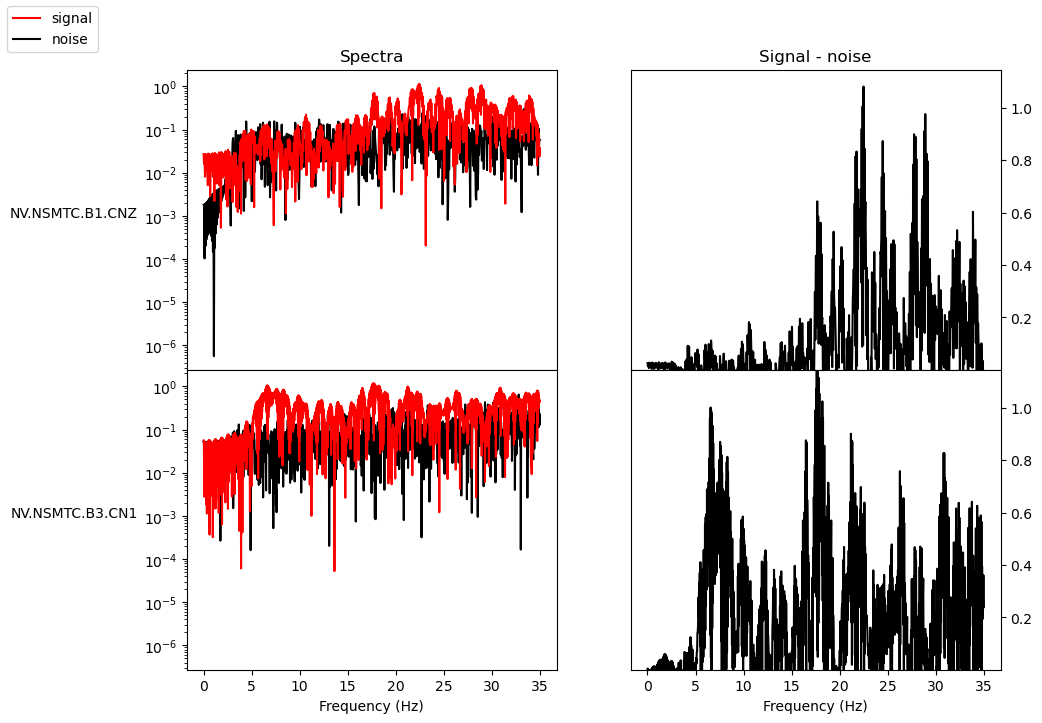 signal
noise
Spectra
Signal - noise
NV.NSMTC.B1.CNZ
10⁰
10⁻¹
10⁻²
10⁻³
10⁻⁴
10⁻⁵
10⁻⁶
1.0
0.8
0.6
0.4
0.2
NV.NSMTC.B3.CN1
10⁰
10⁻¹
10⁻²
10⁻³
10⁻⁴
10⁻⁵
10⁻⁶
1.0
0.8
0.6
0.4
0.2
0 5 10 15 20 25 30 35
Frequency (Hz)
0 5 10 15 20 25 30 35
Frequency (Hz)